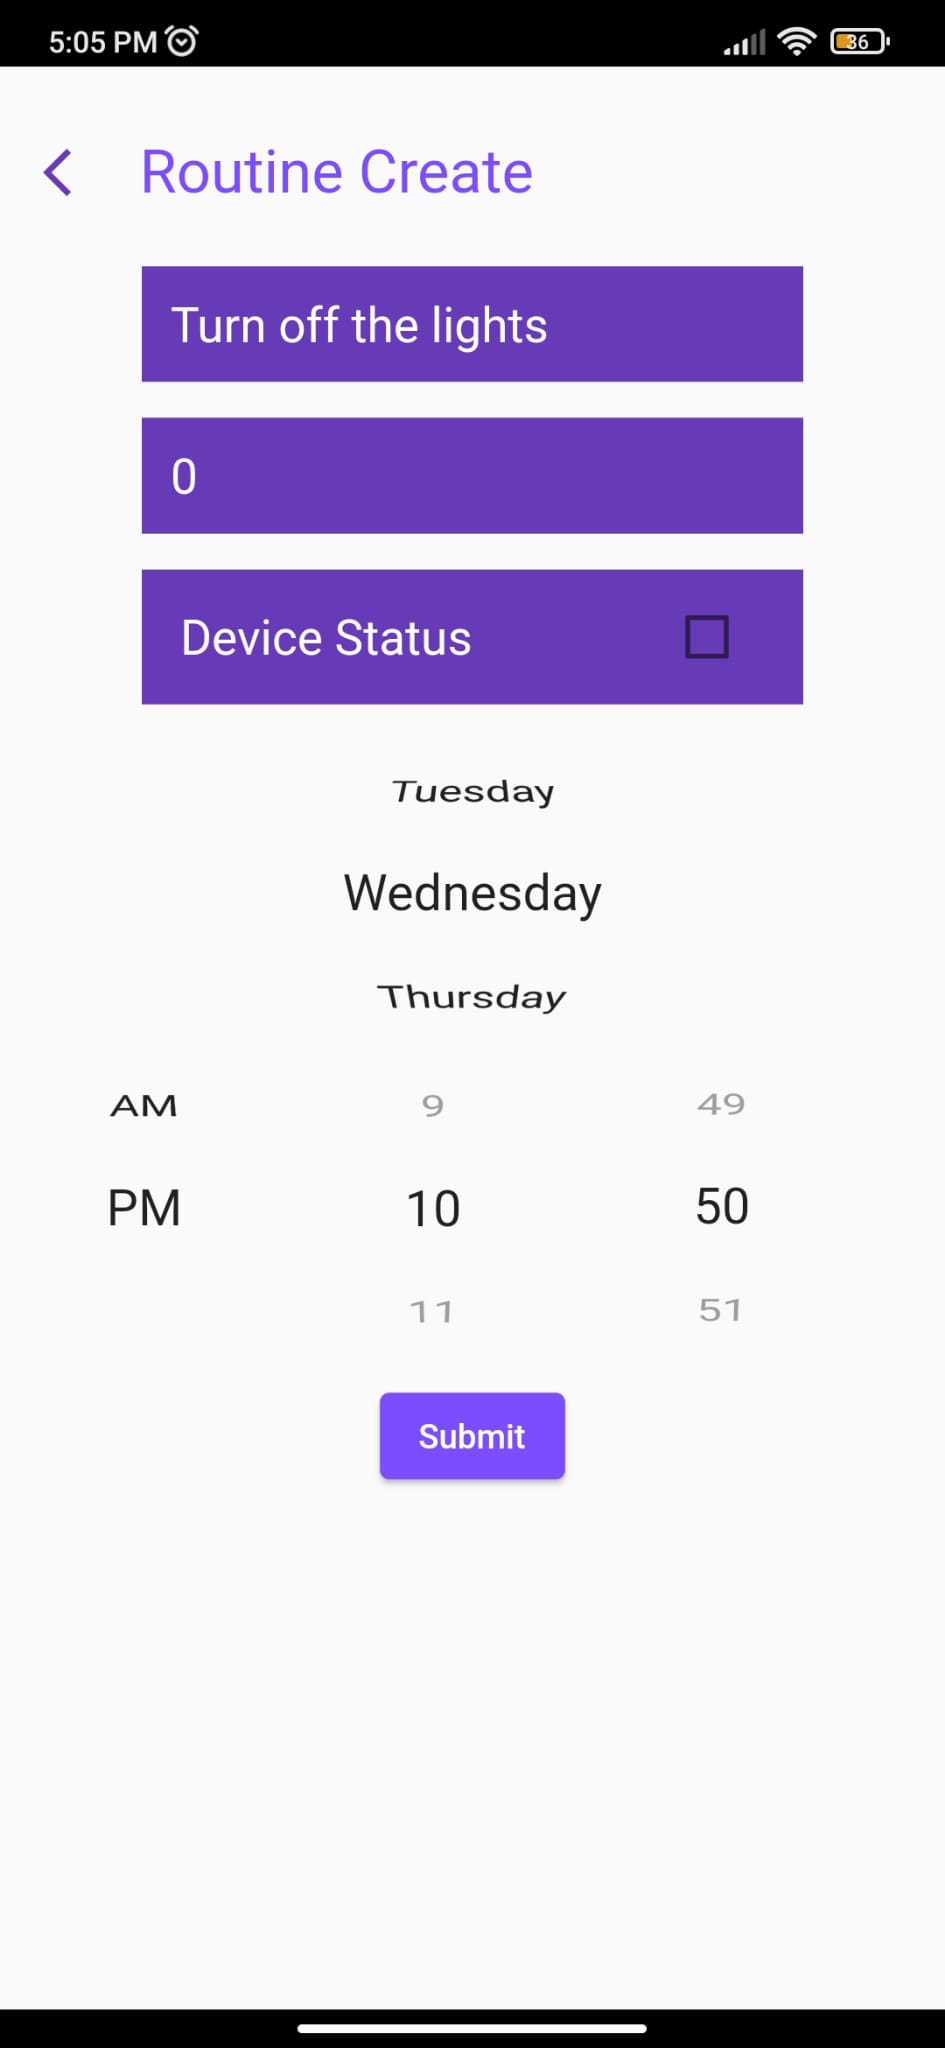 5:05 PM
36
Routine Create
Turn off the lights
0
Device Status
Tuesday
Wednesday
Thursday
AM 9 49
PM 10 50
11 51
Submit